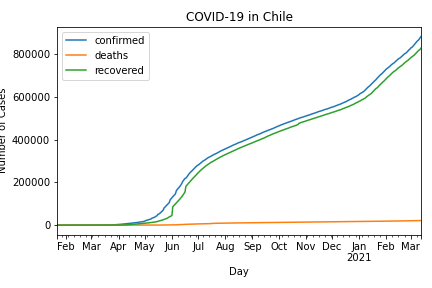 COVID-19 in Chile
confirmed
deaths
recovered
800000
600000
400000
200000
0
Number of Cases
Feb Mar Apr May Jun Jul Aug Sep Oct Nov Dec Jan Feb Mar
2021
Day